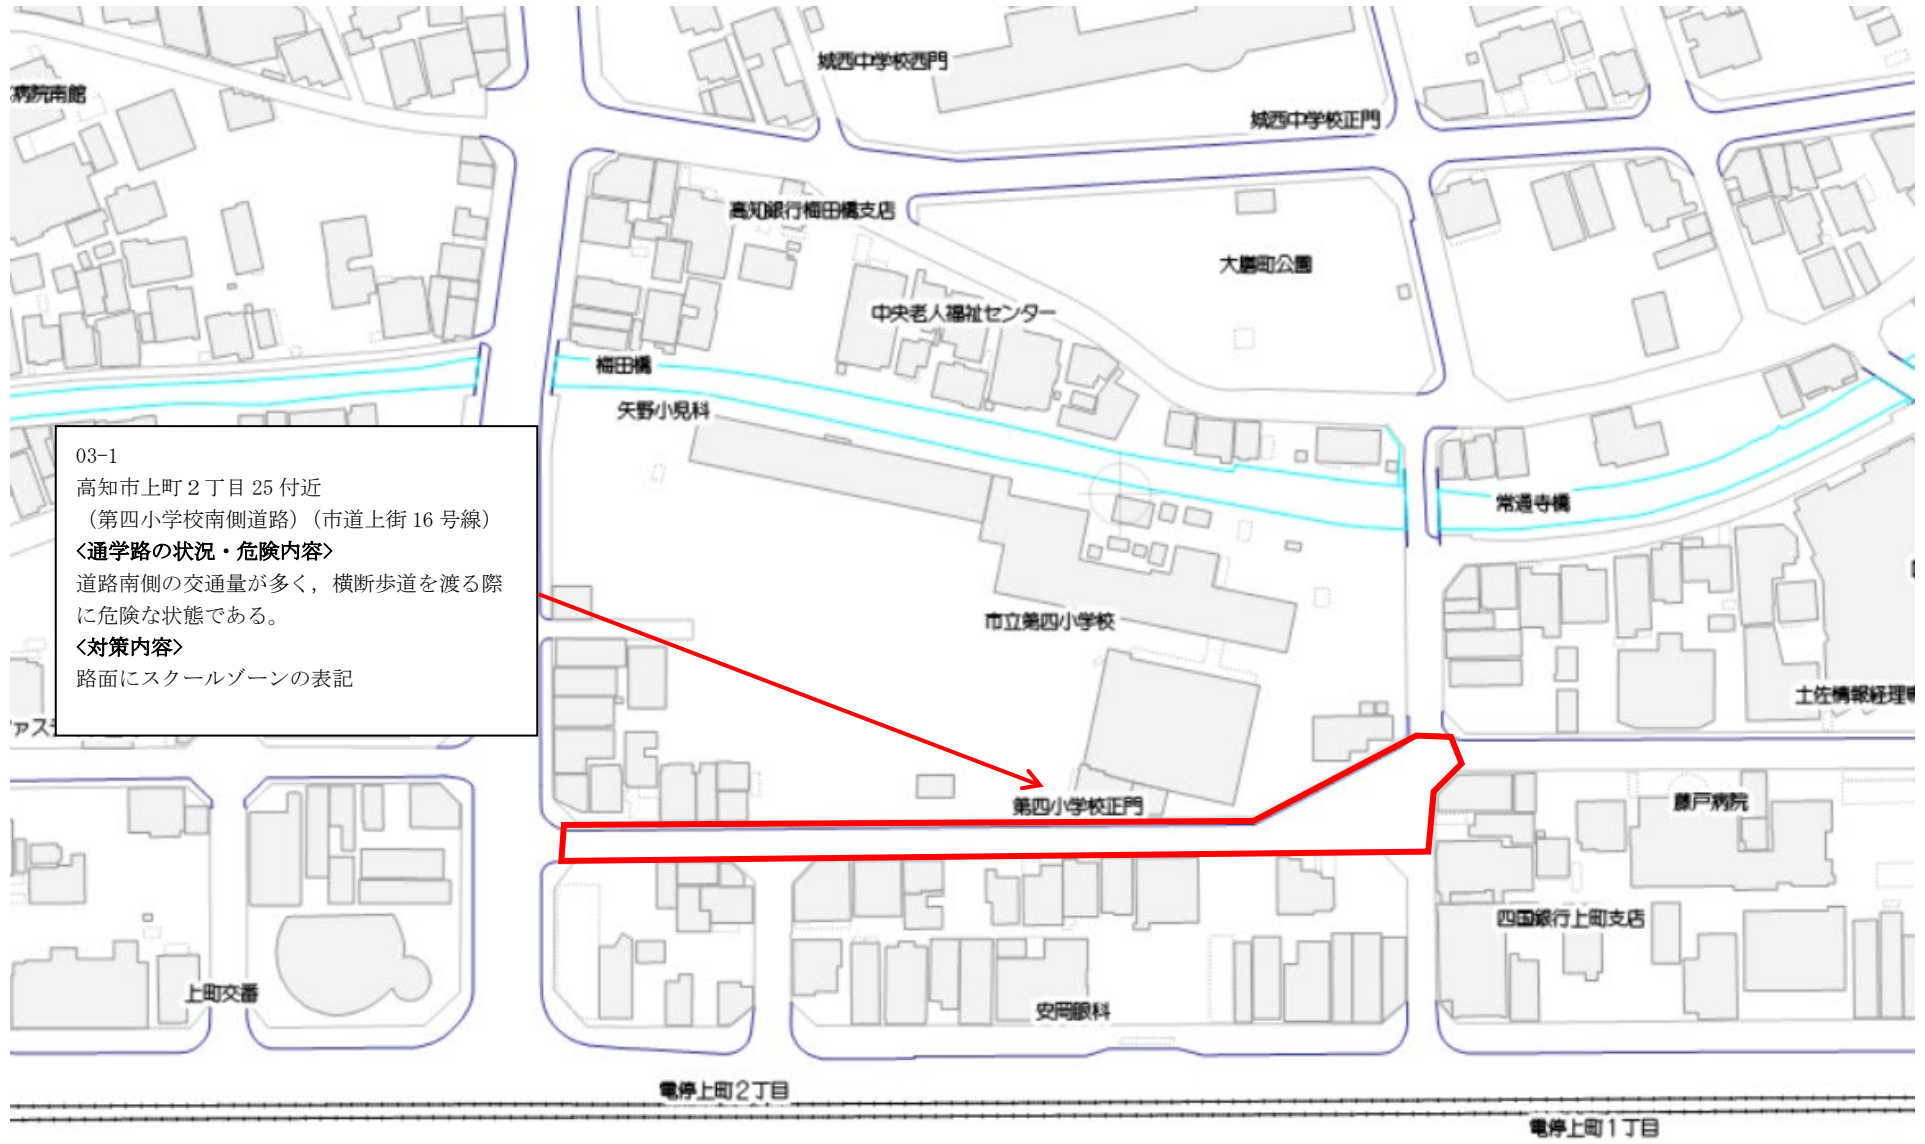 城西中学校西門
病院南館
城西中学校正門
高知銀行梅田橋支店
大膳町公園
中央老人福祉センター
梅田橋
矢野小児科
03-1
高知市上町２丁目 25 付近
（第四小学校南側道路）（市道上街 16 号線）
<通学路の状況・危険内容>
道路南側の交通量が多く，横断歩道を渡る際
に危険な状態である。
<対策内容>
路面にスクールゾーンの表記
常通寺橋
市立第四小学校
土佐情報経理専
ァステ
第四小学校正門
藤戸病院
四国銀行上町支店
上町交番
安岡眼科
電停上町２丁目
電停上町１丁目